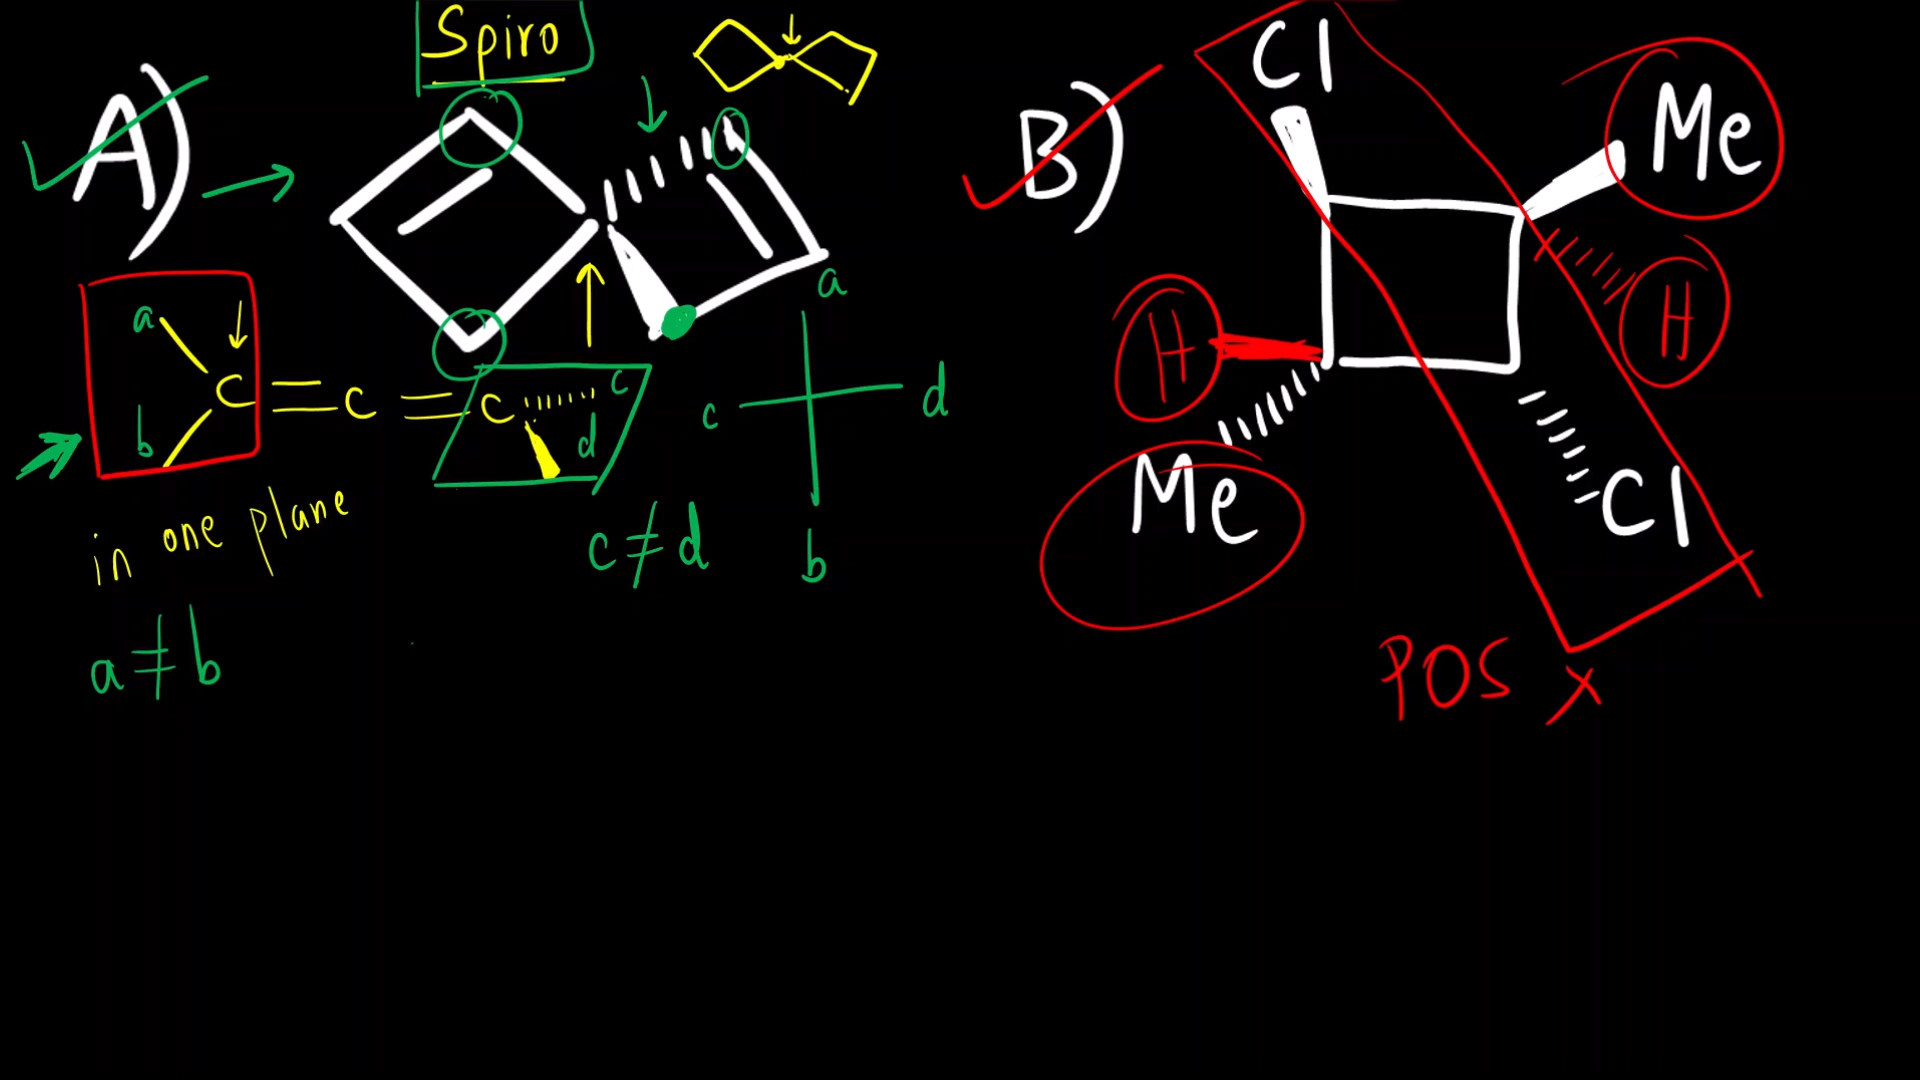 Spiro
A)
a
b
C = C = C
c
d
in one plane
a ≠ b
c ≠ d
a
c
d
b
B)
Cl
Me
H
H
Me
Cl
POS x